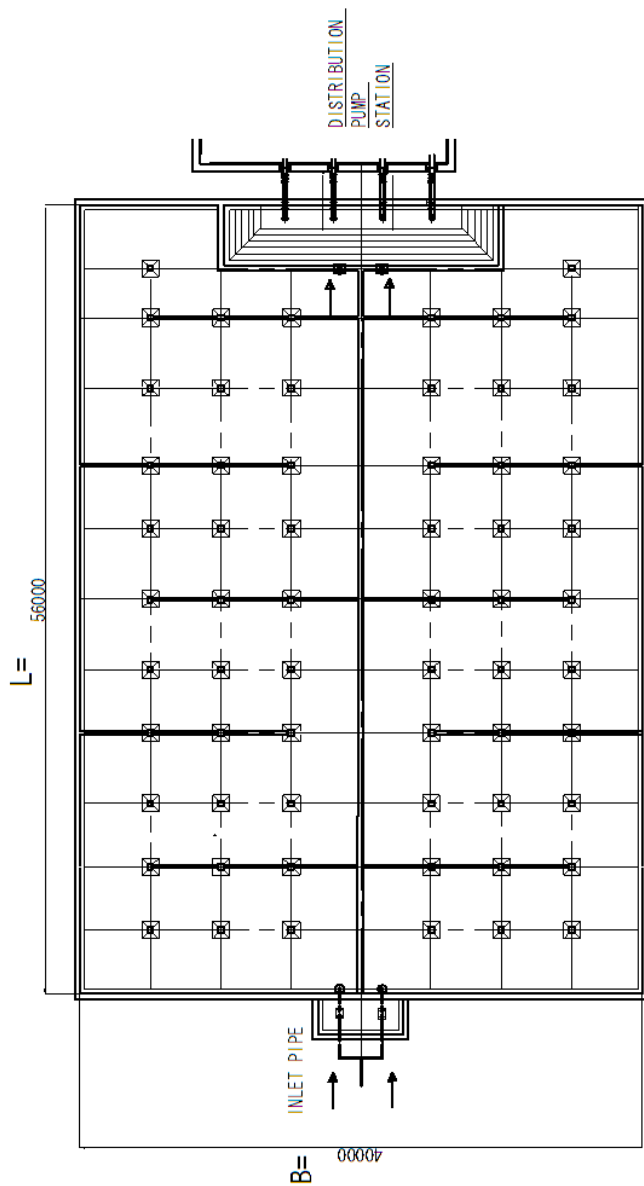 DISTRIBUTION
PUMP
STATION
L=
56000
INLET PIPE
B=
40000